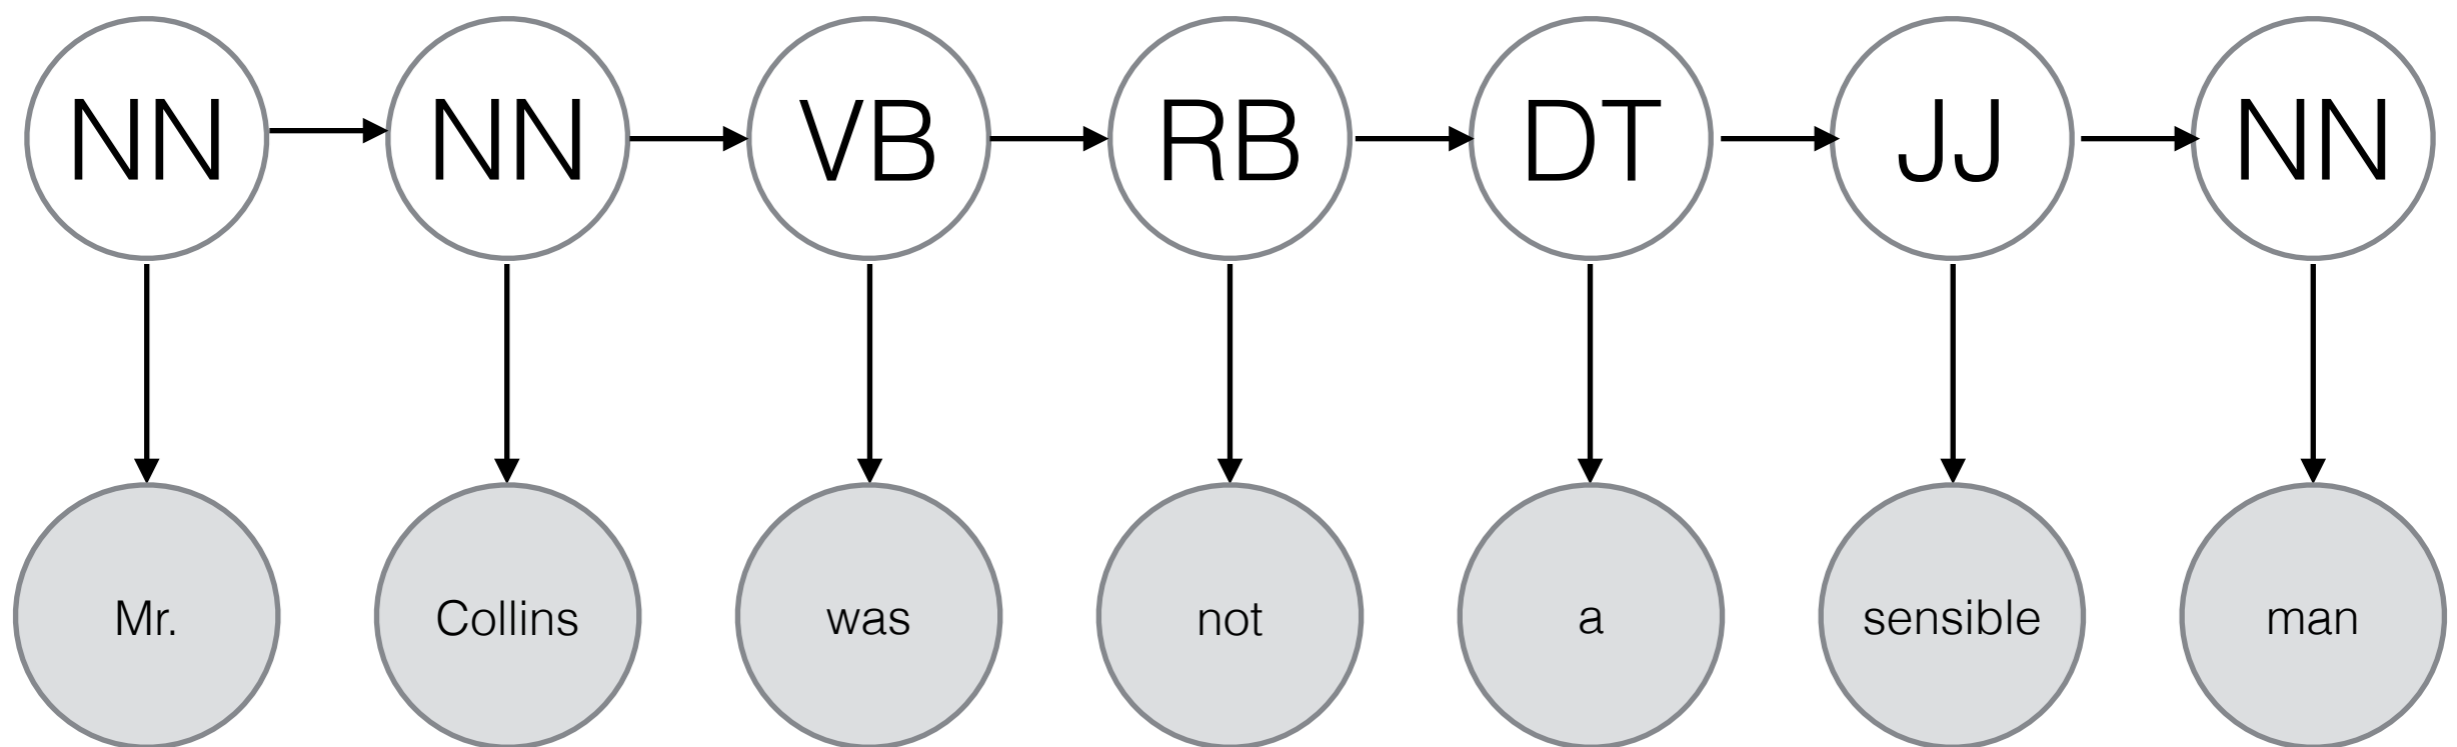 NN NN VB RB DT JJ NN
Mr. Collins was not a sensible man